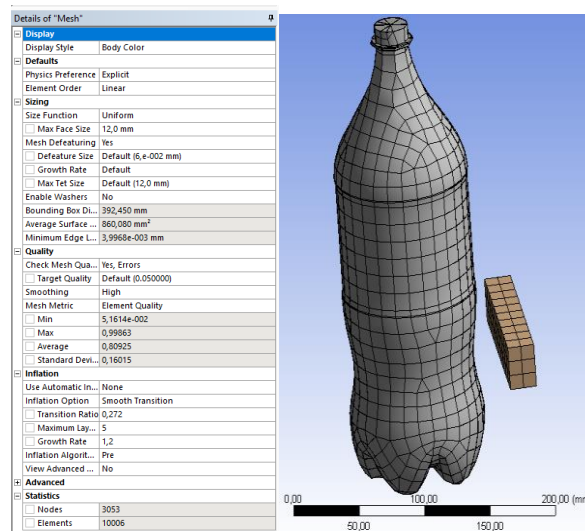 Details of "Mesh"
Display
Display Style Body Color
Defaults
Physics Preference Explicit
Element Order Linear
Sizing
Size Function Uniform
Max Face Size 12,0 mm
Mesh Defeaturing Yes
Defeature Size Default (6,e-002 mm)
Growth Rate Default
Max Tet Size Default (12,0 mm)
Enable Washers No
Bounding Box Di... 392,450 mm
Average Surface ... 860,080 mm²
Minimum Edge L... 3,9968e-003 mm
Quality
Check Mesh Qua... Yes, Errors
Target Quality Default (0.050000)
Smoothing High
Mesh Metric Element Quality
Min 5,1614e-002
Max 0,99863
Average 0,80925
Standard Devi... 0,16015
Inflation
Use Automatic In... None
Inflation Option Smooth Transition
Transition Ratio 0,272
Maximum Lay... 5
Growth Rate 1,2
Inflation Algorit... Pre
View Advanced ... No
Advanced
Statistics
Nodes 3053
Elements 10006
0,00 100,00 200,00 (mm
50,00 150,00